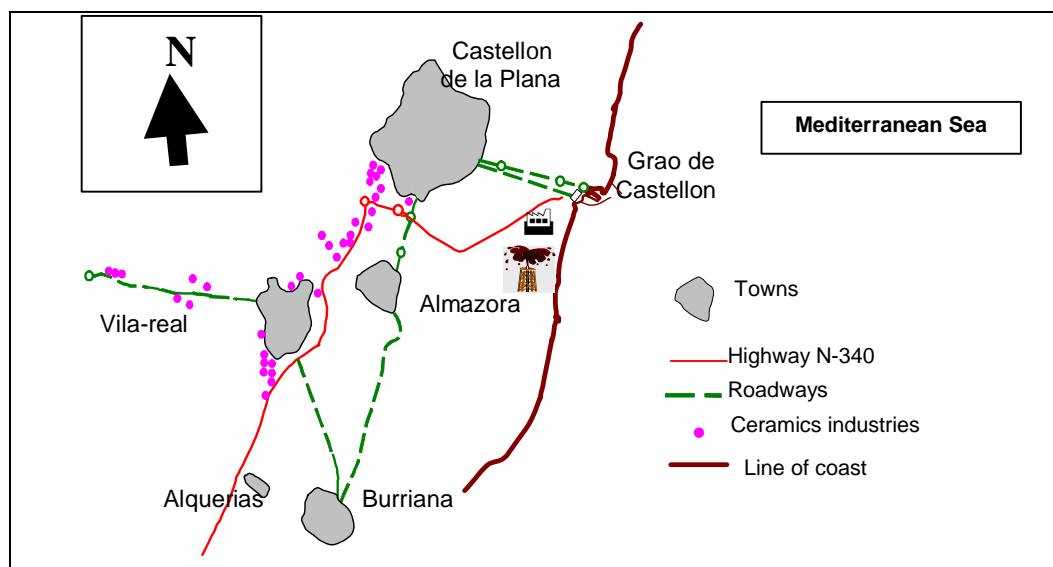 N
Castellon
de la Plana
Mediterranean Sea
Grao de
Castellon
Vila-real
Almazora
Towns
Highway N-340
Roadways
Ceramics industries
Line of coast
Alquerias
Burriana